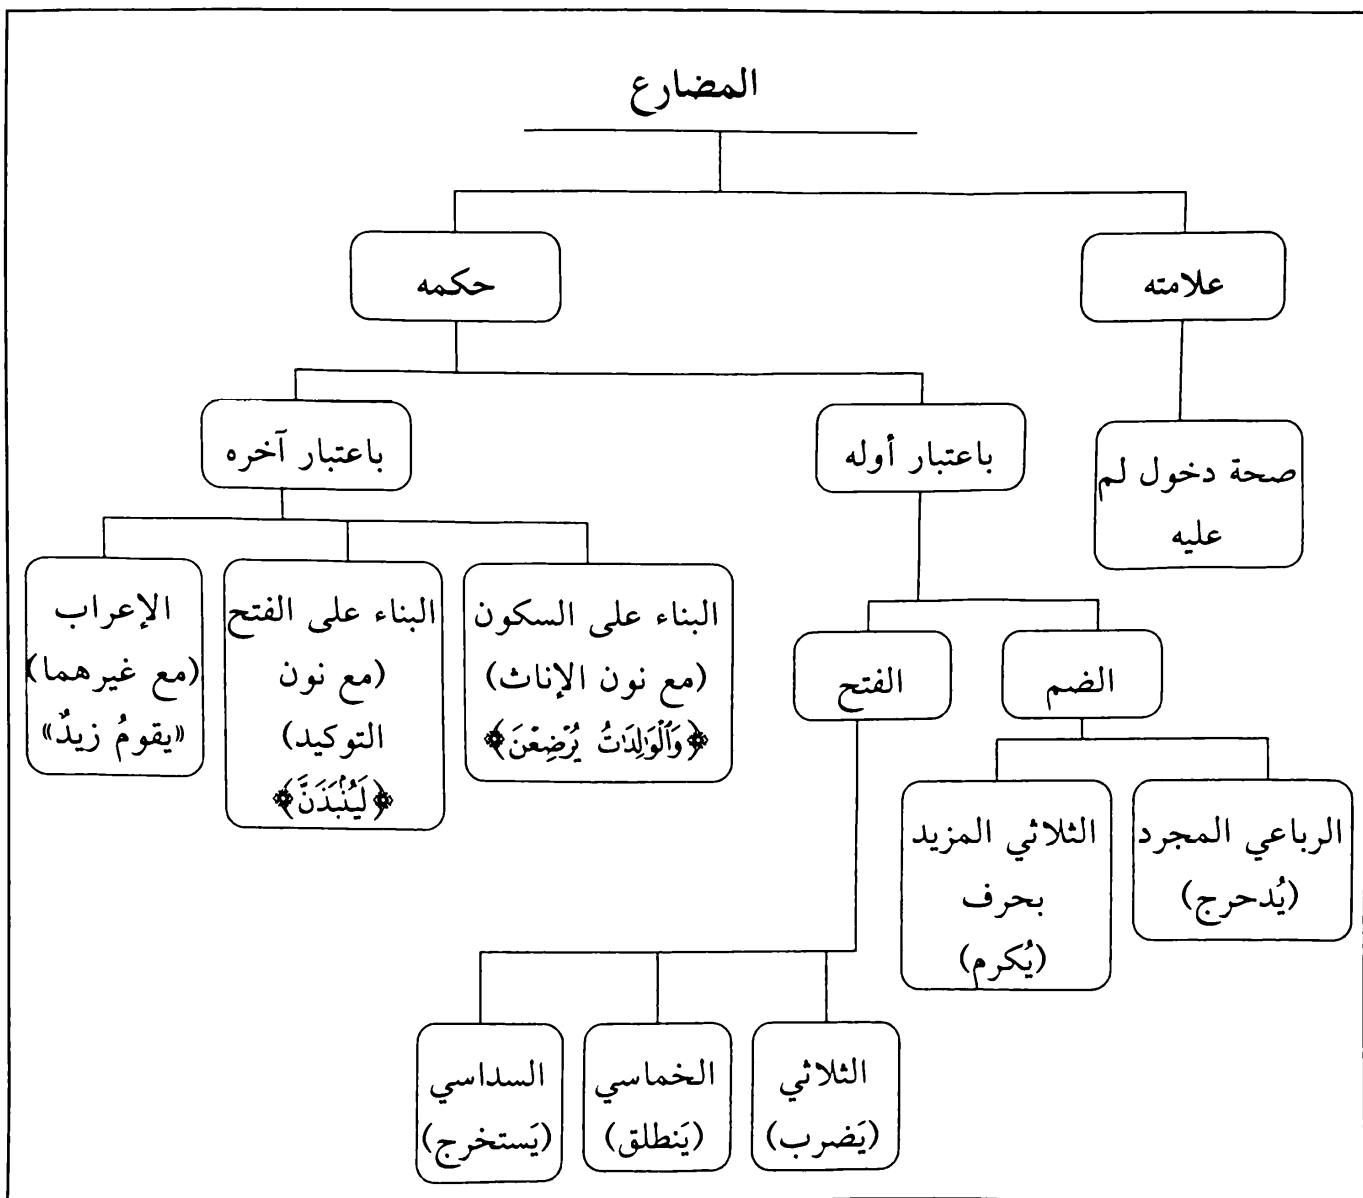 المضارع
علامته
حكمه
صحة دخول لم
عليه
باعتبار أوله
باعتبار آخره
الضم
الفتح
البناء على السكون
(مع نون الإناث)
﴿وَٱلْوَٰلِدَٰتُ يُرْضِعْنَ﴾
البناء على الفتح
(مع نون
التوكيد)
﴿لَيُنۢبَذَنَّ﴾
الإعراب
(مع غيرهما)
«يقومُ زيدٌ»
الرباعي المجرد
(يُدحرج)
الثلاثي المزيد
بحرف
(يُكرم)
الثلاثي
(يَضرب)
الخماسي
(يَنطلق)
السداسي
(يَستخرج)